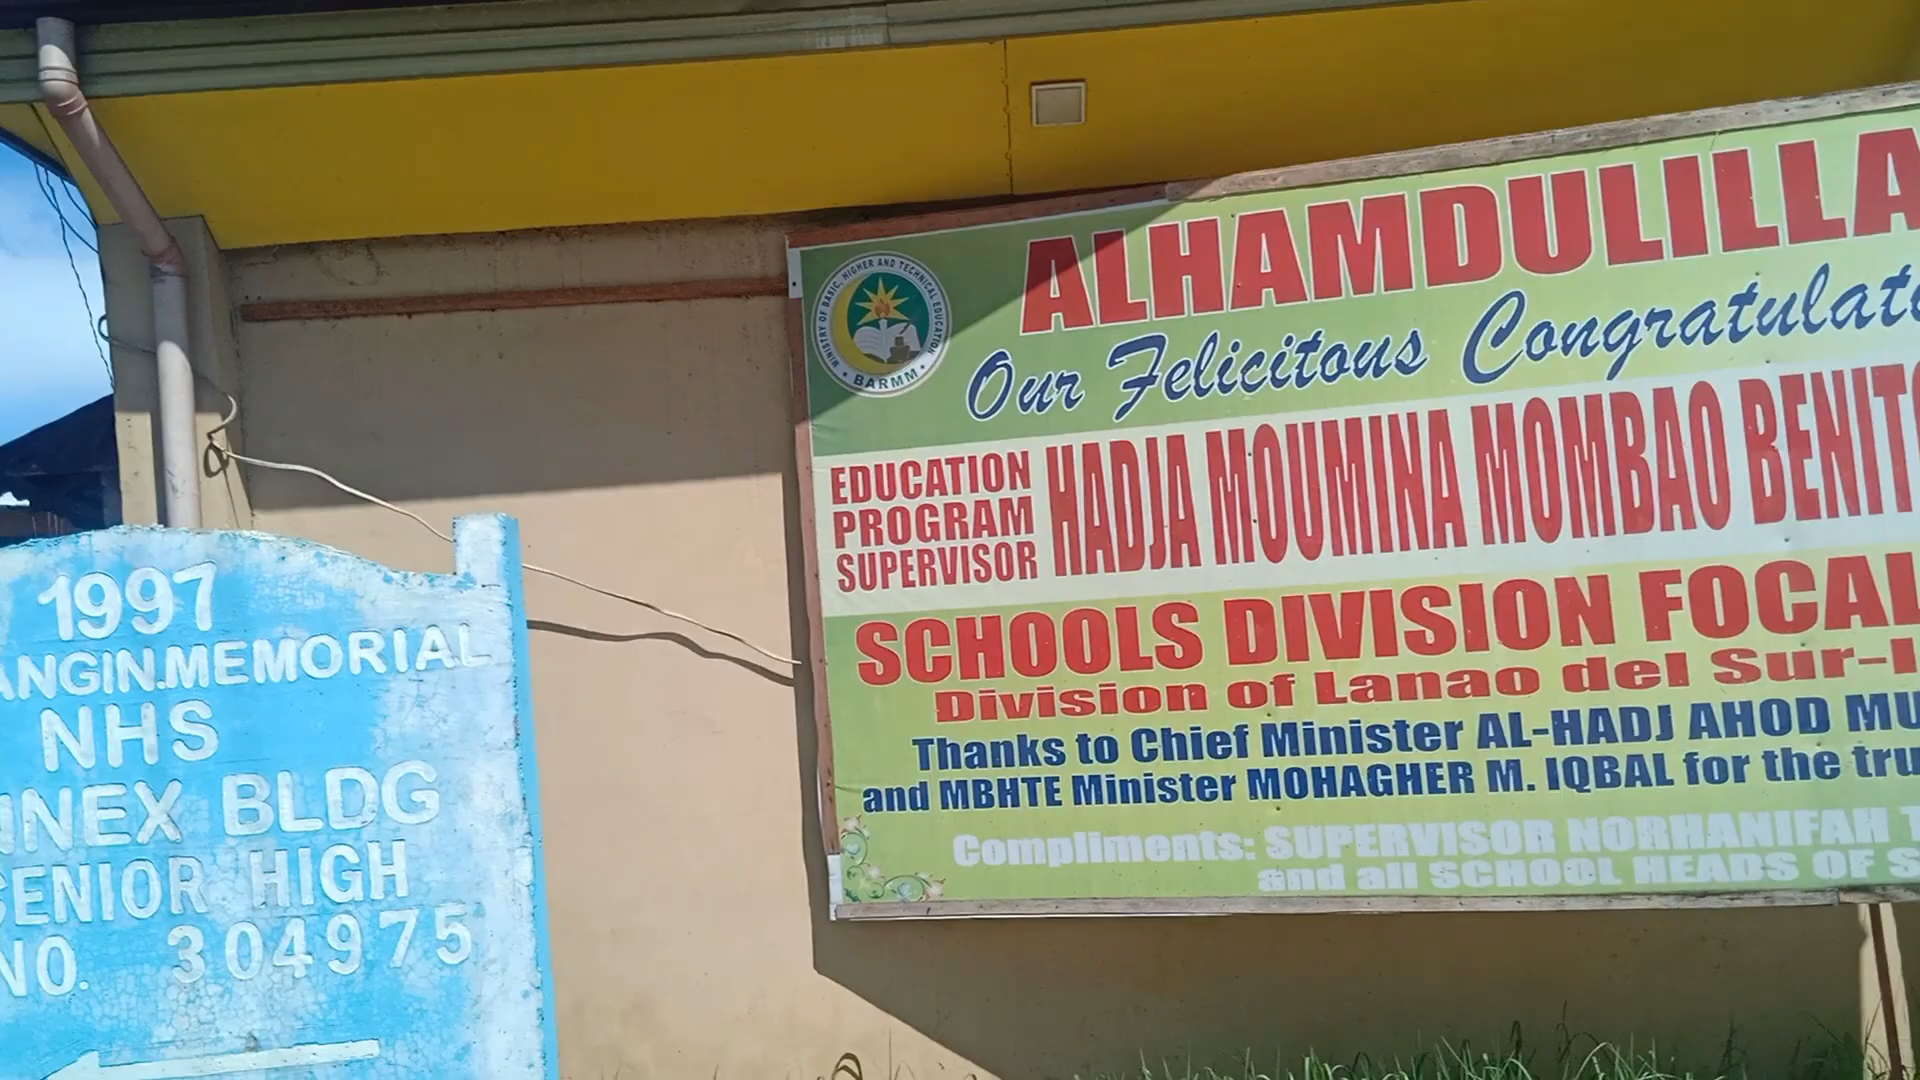 1997
ANGIN.MEMORIAL
NHS
NNEX BLDG
SENIOR HIGH
NO. 304975
MINISTRY OF BASIC, HIGHER AND TECHNICAL EDUCATION
BARMM
ALHAMDULILLA
Our Felicitous Congratulat
EDUCATION
PROGRAM
SUPERVISOR
HADJA MOUMINA MOMBAO BENITO
SCHOOLS DIVISION FOCAL
Division of Lanao del Sur-I
Thanks to Chief Minister AL-HADJ AHOD MU
and MBHTE Minister MOHAGHER M. IQBAL for the tru
Compliments: SUPERVISOR NORHANIFAH T
and all SCHOOL HEADS OF S